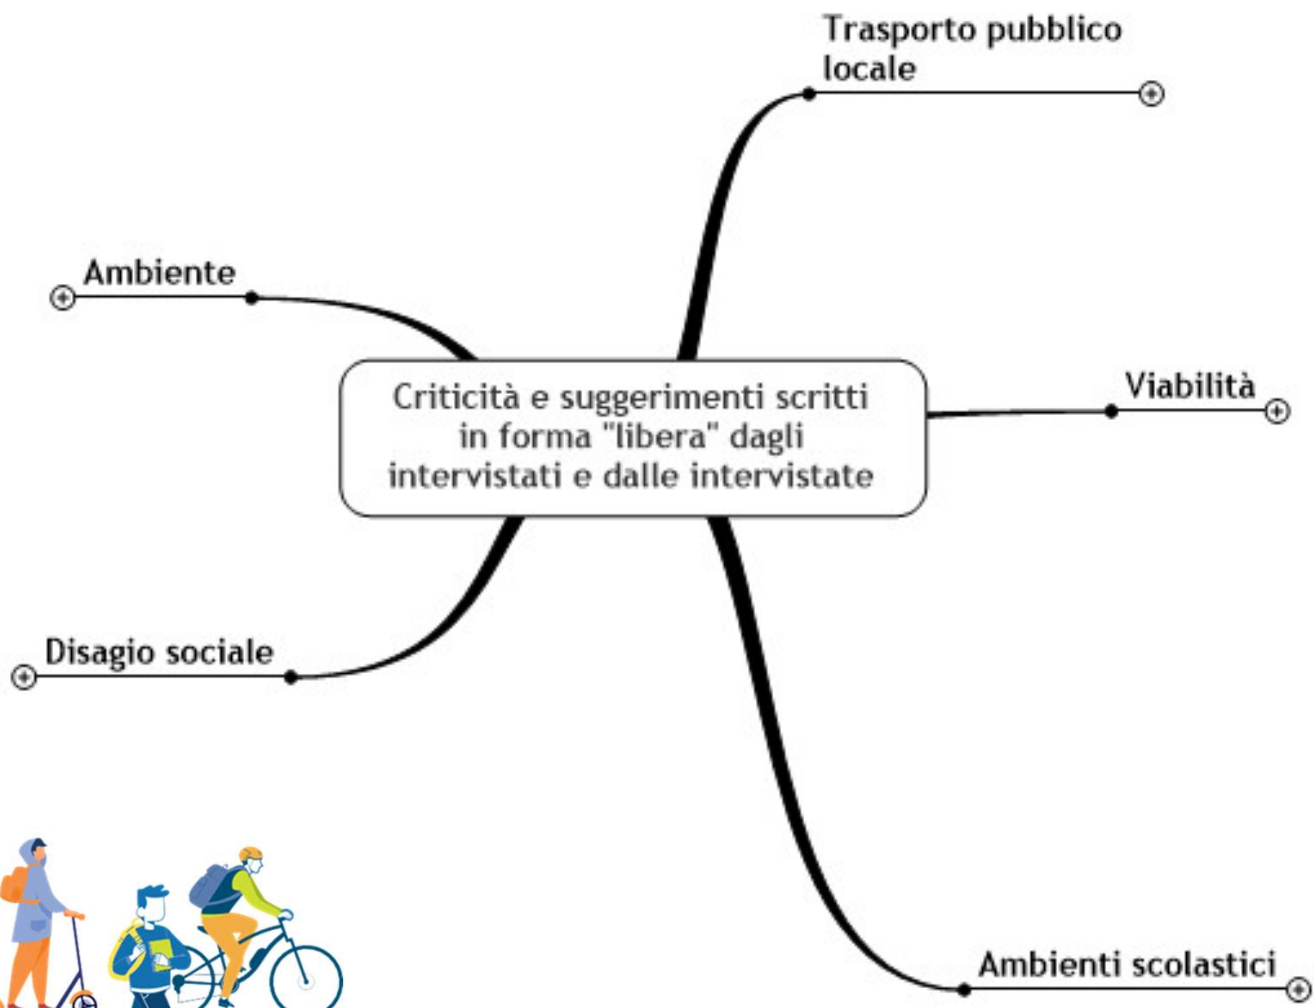 Trasporto pubblico
locale
Ambiente
Viabilità
Criticità e suggerimenti scritti
in forma "libera" dagli
intervistati e dalle intervistate
Disagio sociale
Ambienti scolastici